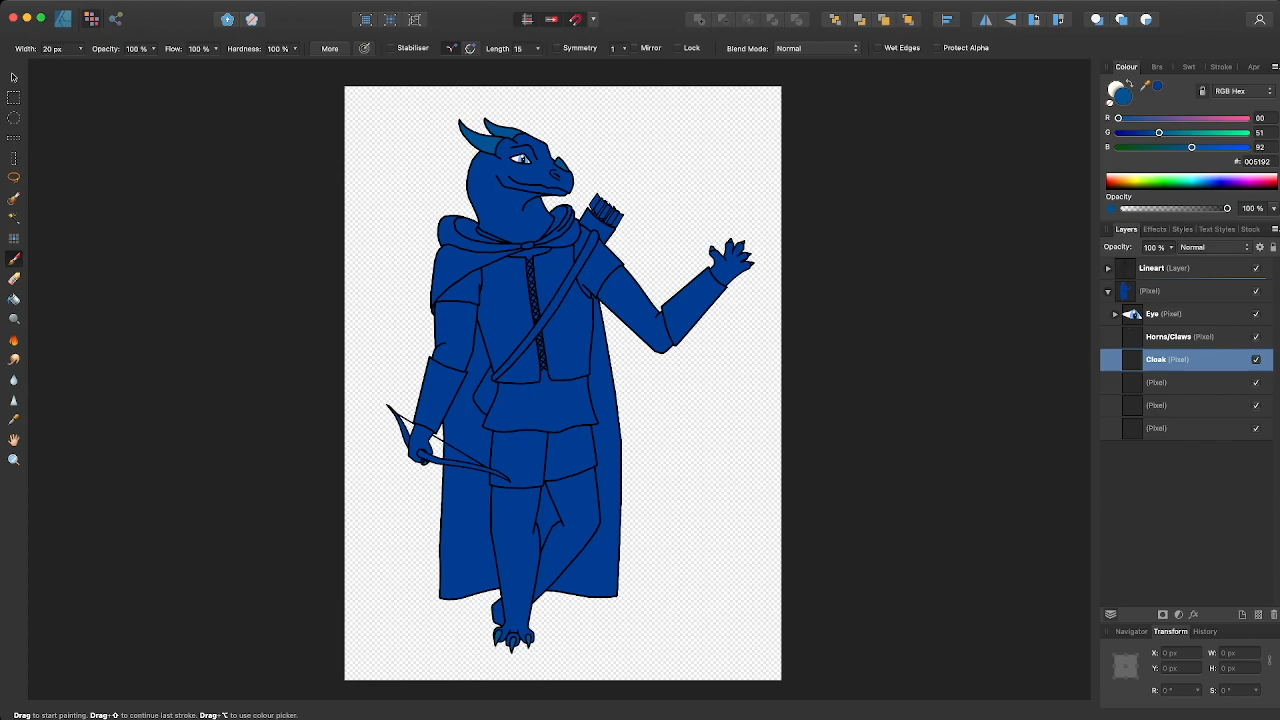 Width: 20 px Opacity: 100 % Flow: 100 % Hardness: 100 % More Stabiliser Length 15 Symmetry 1 Mirror Lock Blend Mode: Normal Wet Edges Protect Alpha
Colour Brs Swt Stroke Apr
RGB Hex
R 00
G 51
B 92
#: 005192
Opacity
100 %
Layers Effects Styles Text Styles Stock
Opacity: 100 % Normal
Lineart (Layer)
(Pixel)
Eye (Pixel)
Horns/Claws (Pixel)
Cloak (Pixel)
(Pixel)
(Pixel)
(Pixel)
Navigator Transform History
X: 0 px W: 0 px
Y: 0 px H: 0 px
R: 0 ° S: 0 °
Drag to start painting. Drag+⇧ to continue last stroke. Drag+⌥ to use colour picker.